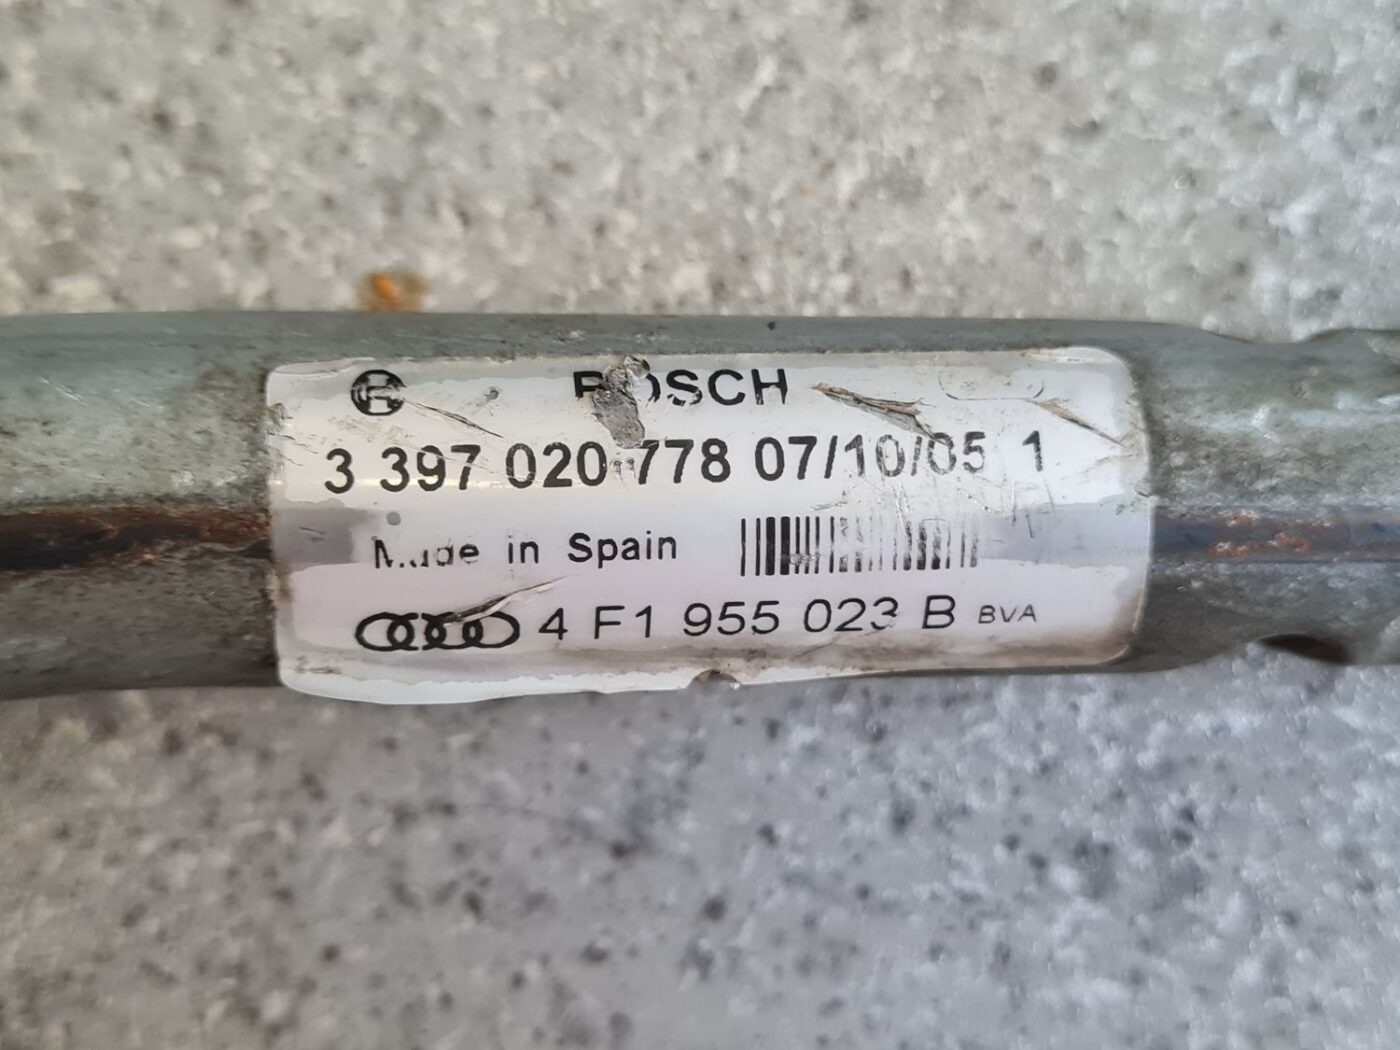 BOSCH
3 397 020 778 07/10/05 1
Made in Spain
4 F1 955 023 B BVA